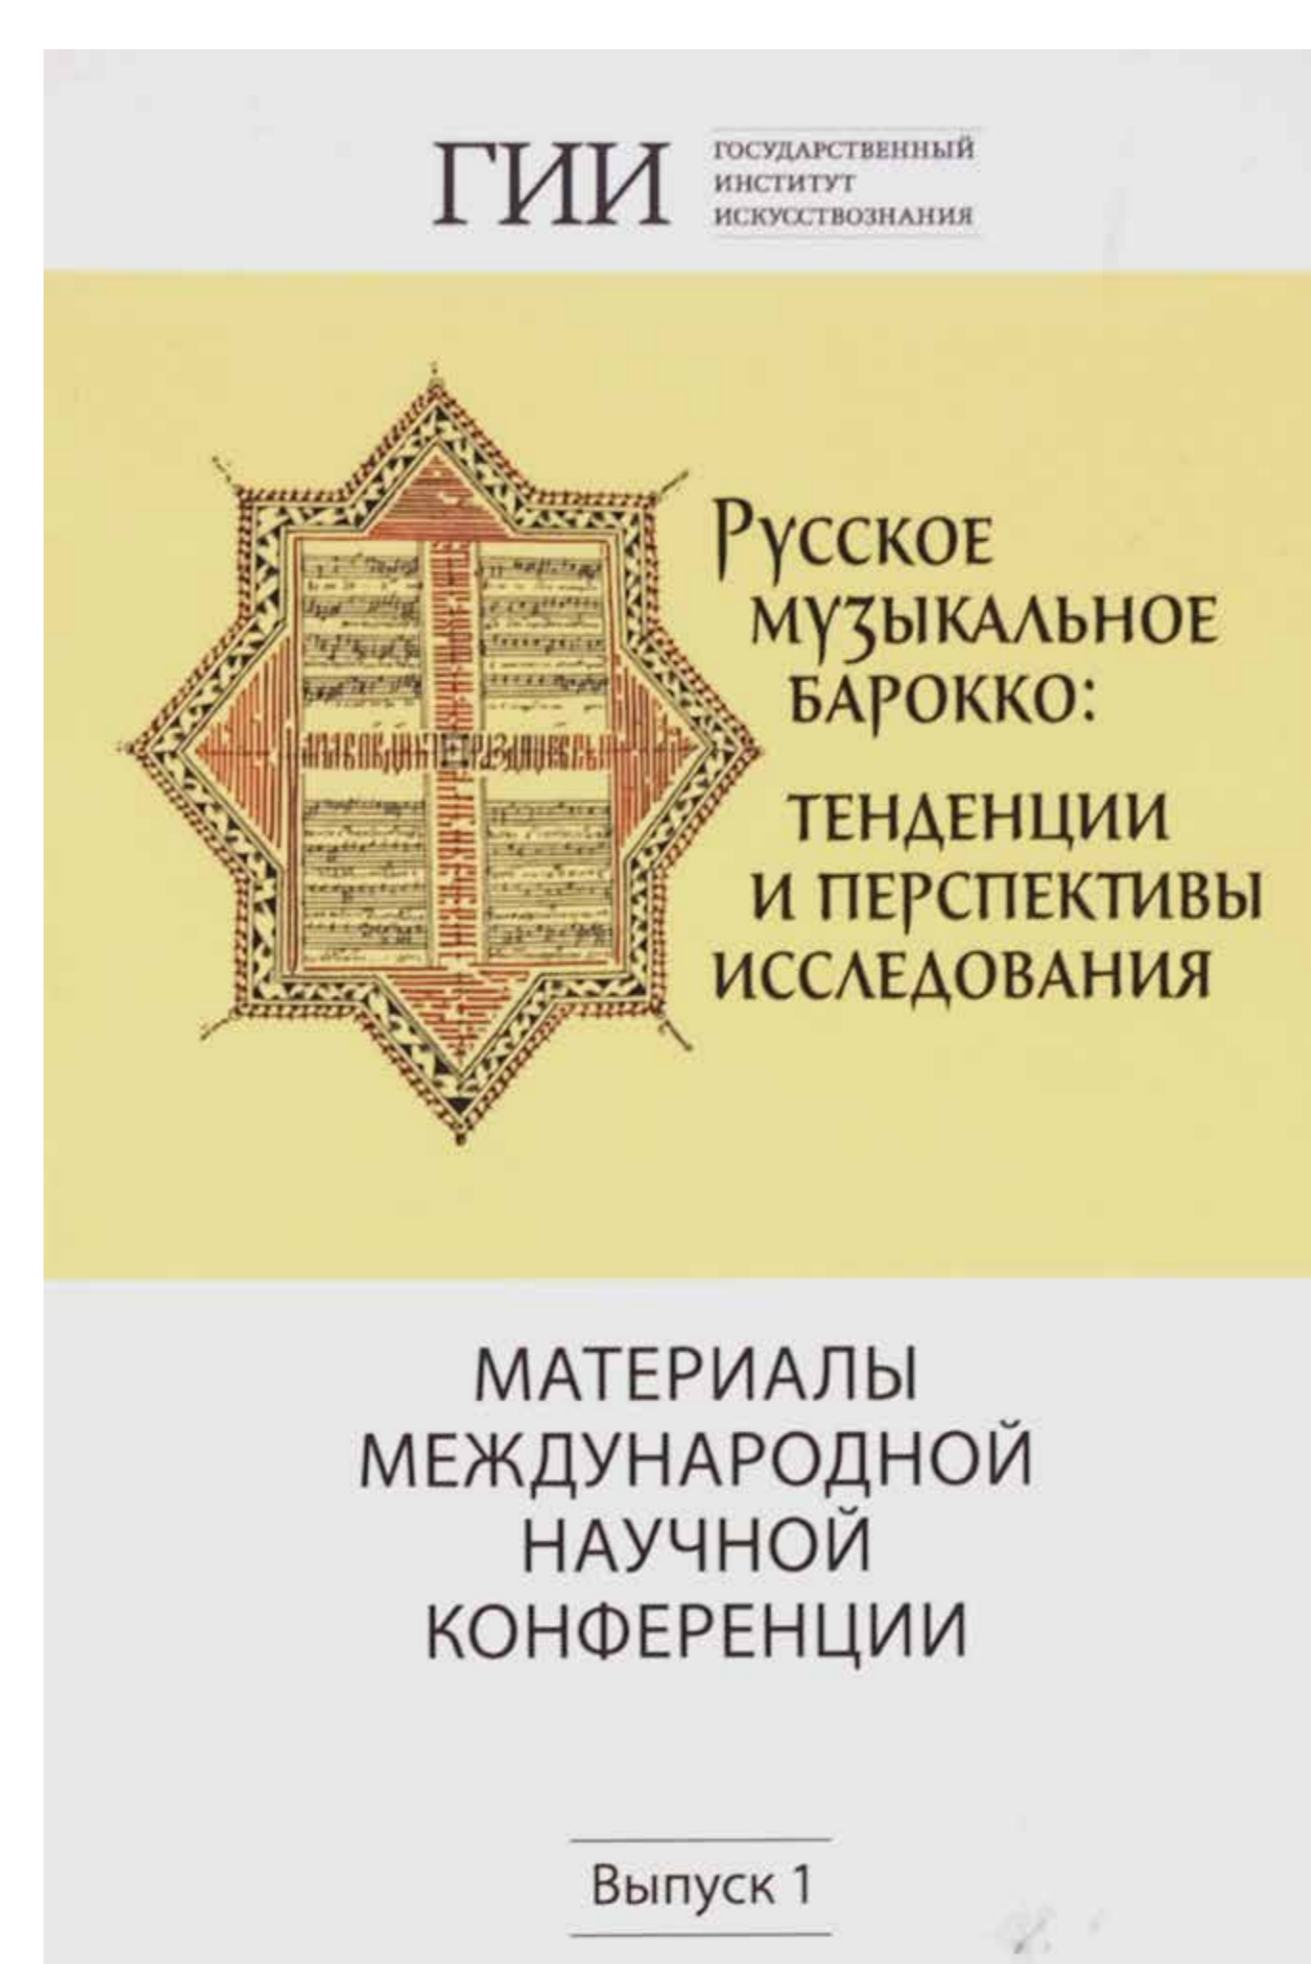 ГИИ
ГОСУДАРСТВЕННЫЙ
ИНСТИТУТ
ИСКУССТВОЗНАНИЯ
Русское
музыкальное
барокко:
тенденции
и перспективы
исследования
МАТЕРИАЛЫ
МЕЖДУНАРОДНОЙ
НАУЧНОЙ
КОНФЕРЕНЦИИ
Выпуск 1